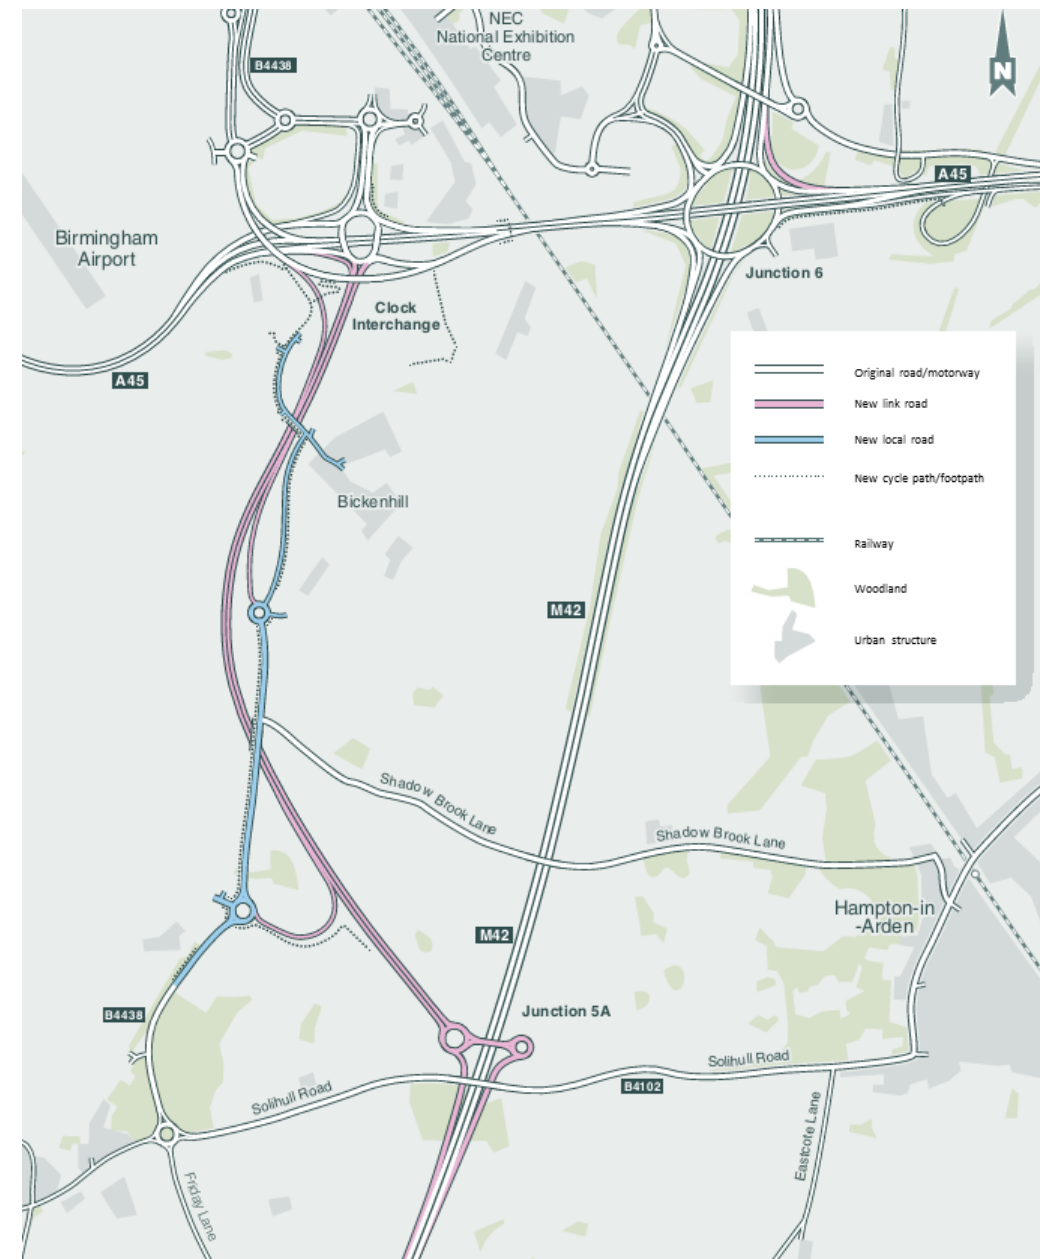 NEC
National Exhibition
Centre
N
B4438
A45
Birmingham
Airport
Junction 6
Clock
Interchange
A45
Original road/motorway
New link road
New local road
New cycle path/footpath
Railway
Woodland
Urban structure
Bickenhill
M42
Shadow Brook Lane
Shadow Brook Lane
Hampton-in
-Arden
M42
B4438
Junction 5A
Solihull Road
Solihull Road
B4102
Eastcote Lane
Friday Lane